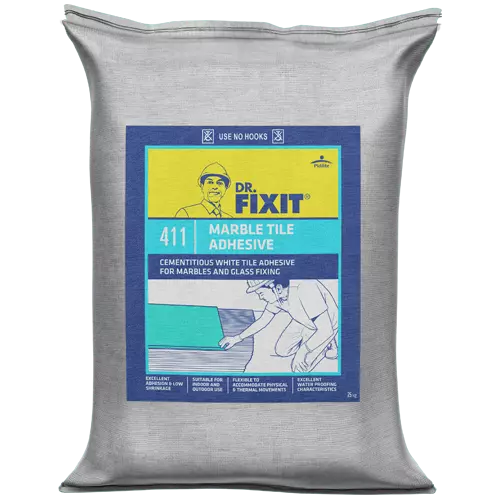 USE NO HOOKS
Pidilite
DR.
FIXIT®
411
MARBLE TILE
ADHESIVE
CEMENTITIOUS WHITE TILE ADHESIVE
FOR MARBLES AND GLASS FIXING
EXCELLENT
ADHESION & LOW
SHRINKAGE
SUITABLE FOR
INDOOR AND
OUTDOOR USE
FLEXIBLE TO
ACCOMMODATE PHYSICAL
& THERMAL MOVEMENTS
EXCELLENT
WATER PROOFING
CHARACTERISTICS